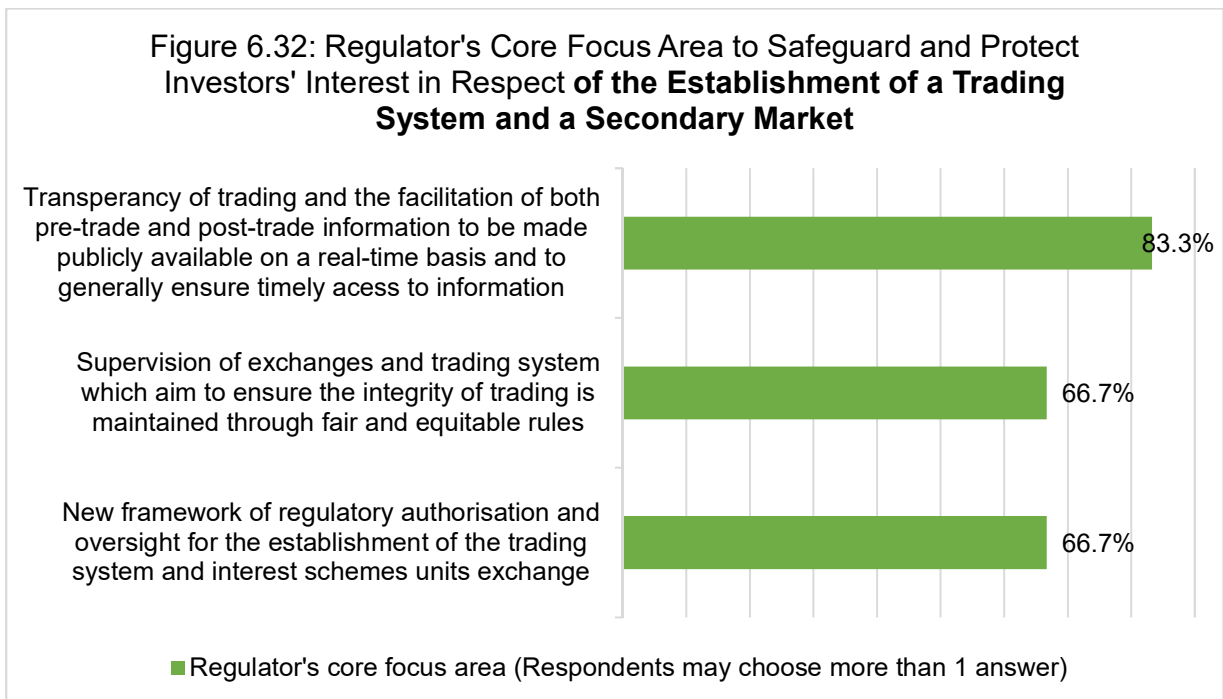 Figure 6.32: Regulator's Core Focus Area to Safeguard and Protect
Investors' Interest in Respect of the Establishment of a Trading
System and a Secondary Market
Transperancy of trading and the facilitation of both
pre-trade and post-trade information to be made
publicly available on a real-time basis and to
generally ensure timely acess to information
83.3%
Supervision of exchanges and trading system
which aim to ensure the integrity of trading is
maintained through fair and equitable rules
66.7%
New framework of regulatory authorisation and
oversight for the establishment of the trading
system and interest schemes units exchange
66.7%
Regulator's core focus area (Respondents may choose more than 1 answer)